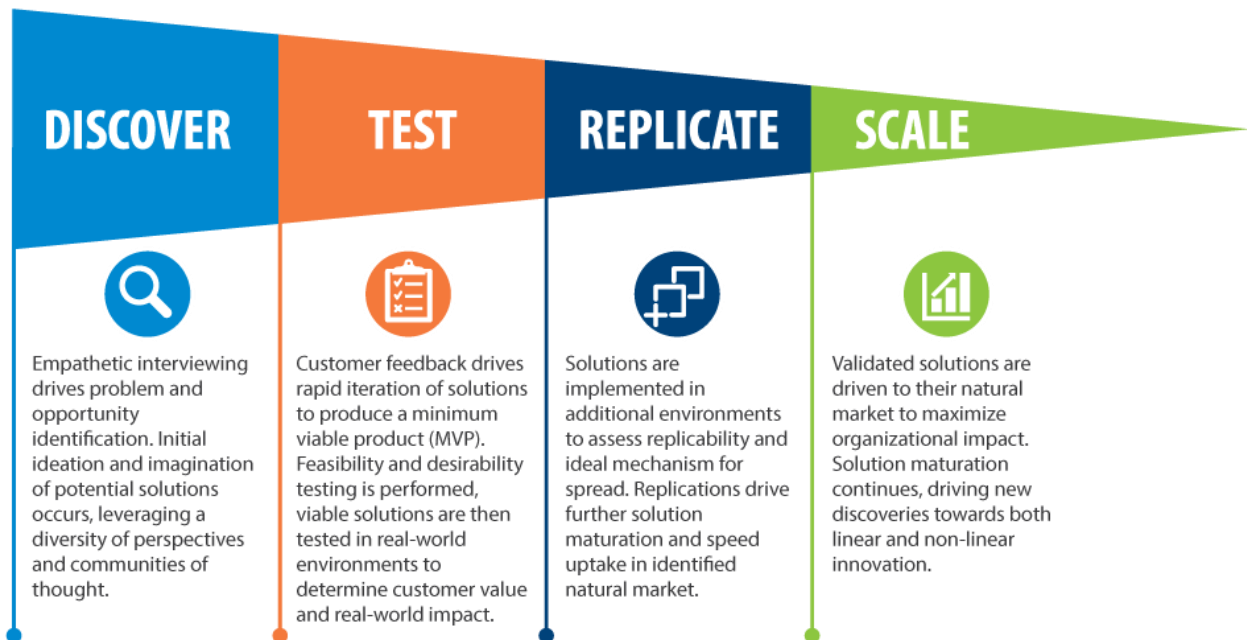 DISCOVER
TEST
REPLICATE
SCALE
Empathetic interviewing
drives problem and
opportunity
identification. Initial
ideation and imagination
of potential solutions
occurs, leveraging a
diversity of perspectives
and communities of
thought.
Customer feedback drives
rapid iteration of solutions
to produce a minimum
viable product (MVP).
Feasibility and desirability
testing is performed,
viable solutions are then
tested in real-world
environments to
determine customer value
and real-world impact.
Solutions are
implemented in
additional environments
to assess replicability and
ideal mechanism for
spread. Replications drive
further solution
maturation and speed
uptake in identified
natural market.
Validated solutions are
driven to their natural
market to maximize
organizational impact.
Solution maturation
continues, driving new
discoveries towards both
linear and non-linear
innovation.